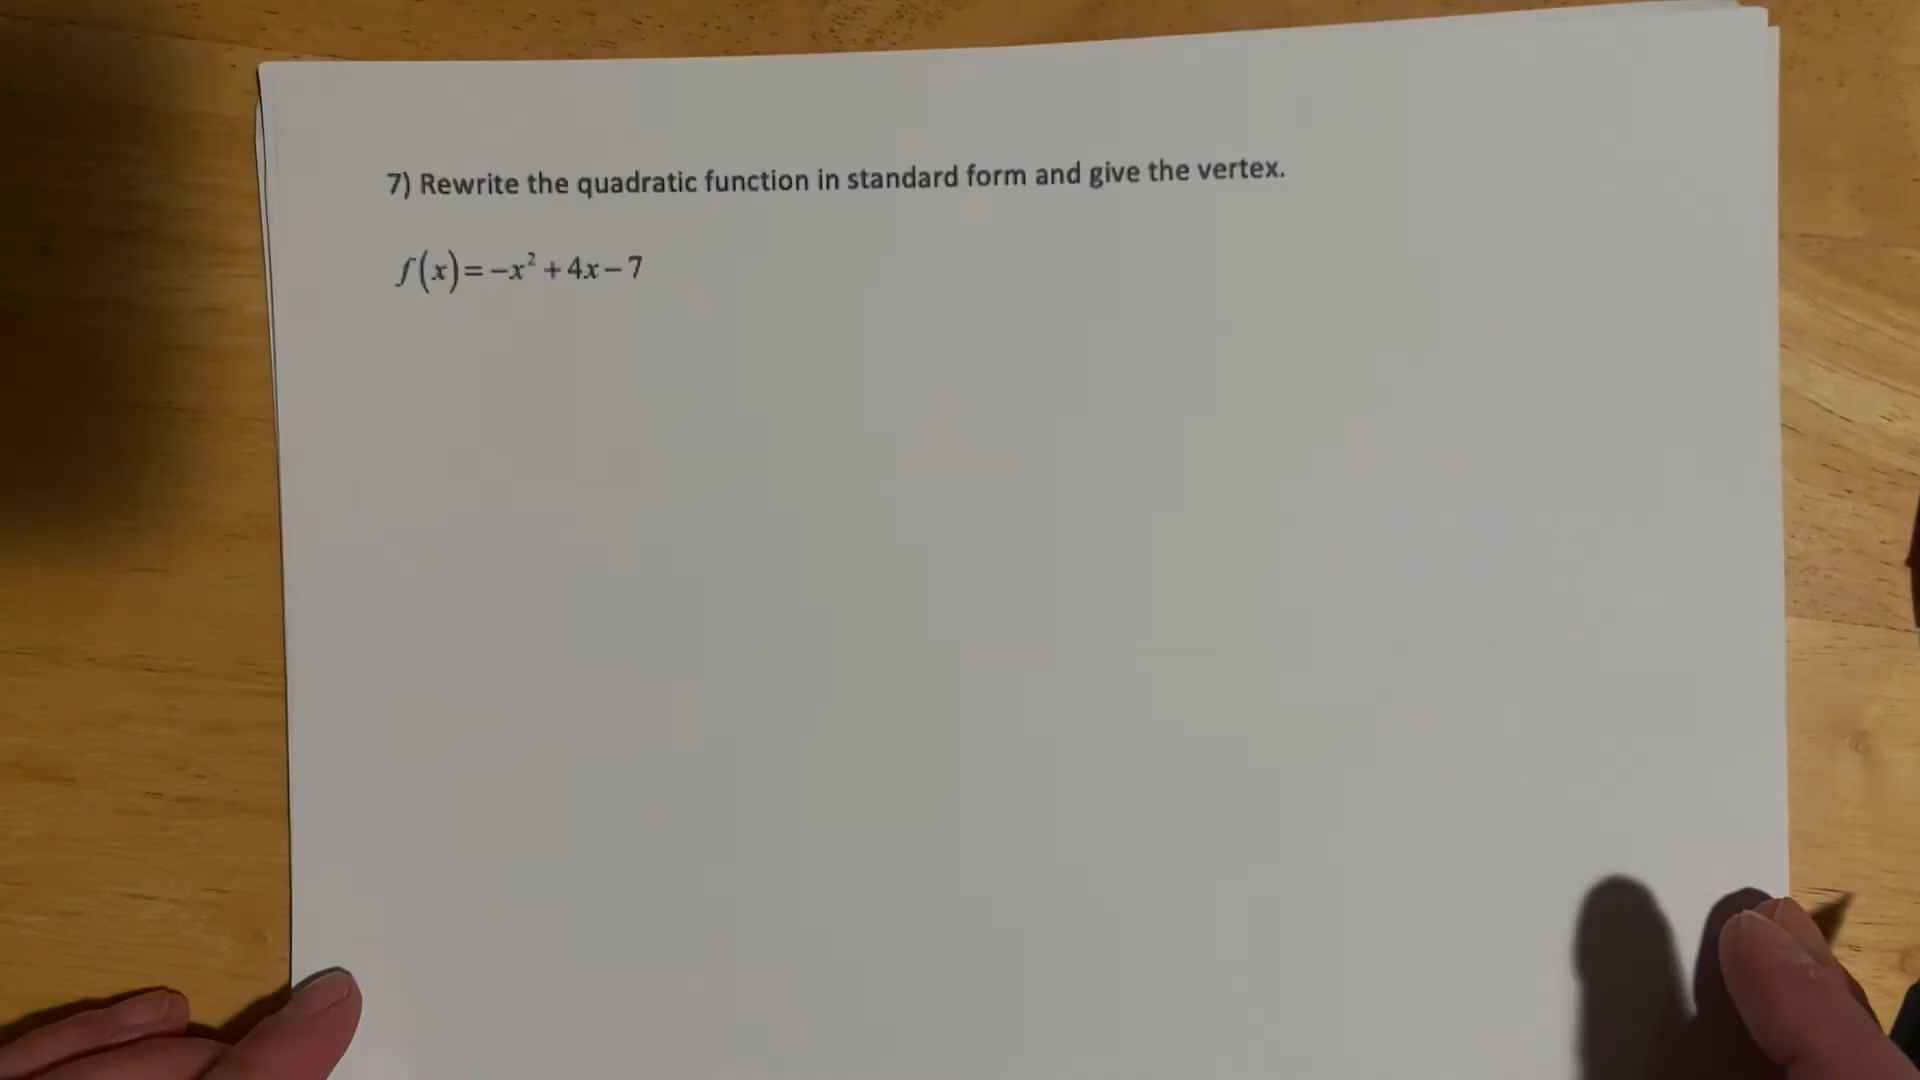 7) Rewrite the quadratic function in standard form and give the vertex.
f(x)=−x²+4x−7